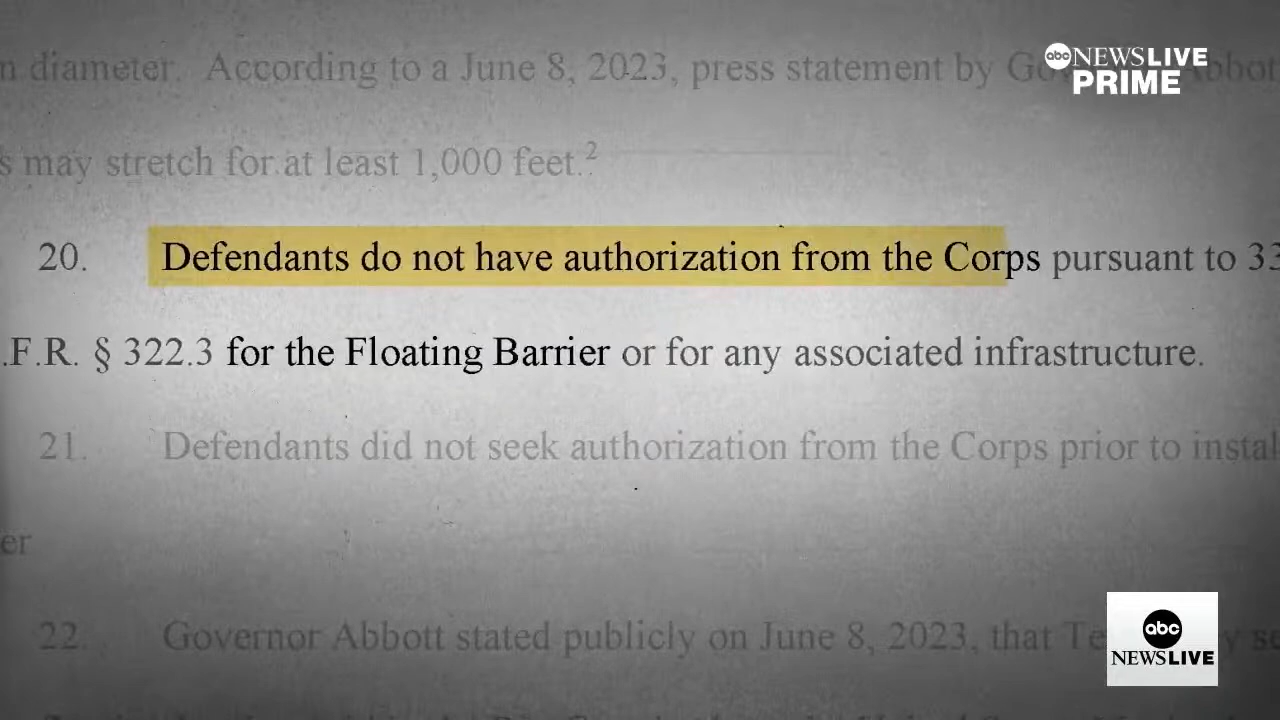 n diameter. According to a June 8, 2023, press statement by Go Abbot
abc NEWS LIVE
PRIME
s may stretch for at least 1,000 feet.2
20. Defendants do not have authorization from the Corps pursuant to 33
.F.R. § 322.3 for the Floating Barrier or for any associated infrastructure.
21. Defendants did not seek authorization from the Corps prior to instal
er
22. Governor Abbott stated publicly on June 8, 2023, that Te
abc
NEWS LIVE